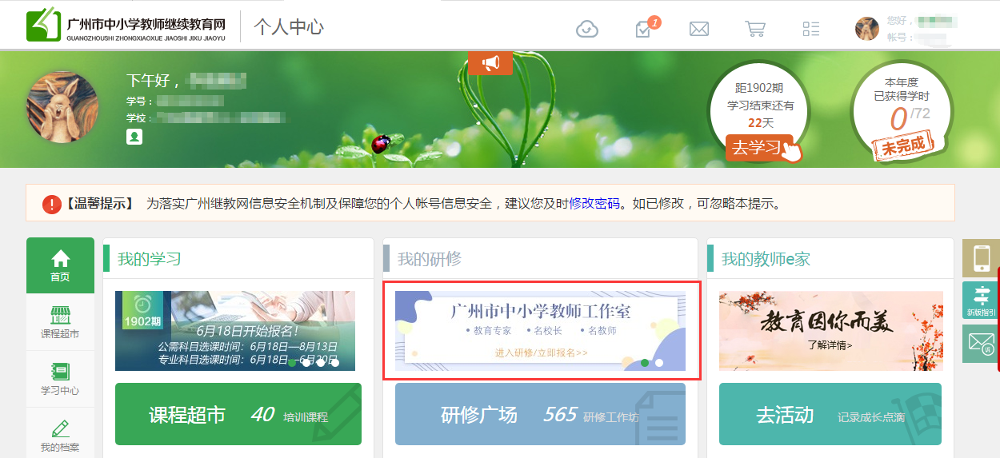 广州市中小学教师继续教育网
GUANGZHOUSHI ZHONGXIAOXUE JIAOSHI JIXU JIAOYU
个人中心
1
您好，
帐号：
下午好，
学号：
学校：
距1902期
学习结束还有
22天
去学习
本年度
已获得学时
0/72
未完成
【温馨提示】 为落实广州继教网信息安全机制及保障您的个人帐号信息安全，建议您及时修改密码。如已修改，可忽略本提示。
首页
课程超市
学习中心
我的档案
我的学习
1902期
6月18日开始报名！
公需科目选课时间：6月18日—8月13日
专业科目选课时间：6月18日—6月20日
课程超市 40 培训课程
我的研修
广州市中小学教师工作室
• 教育专家 • 名校长 • 名教师
进入研修/立即报名>>
研修广场 565 研修工作坊
我的教师e家
教育因你而美
了解详情>
去活动 记录成长点滴
新版指引
诉